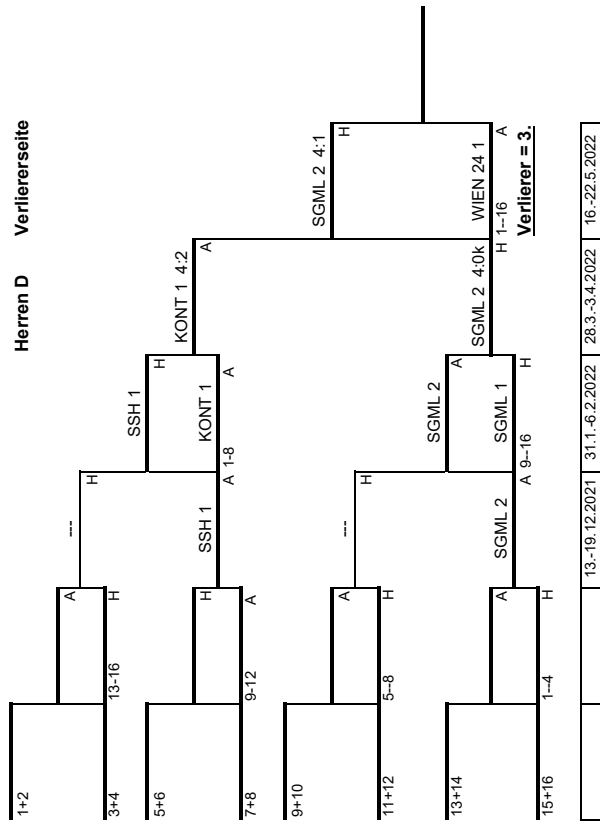 Herren D Verliererseite
1+2
3+4
5+6
7+8
9+10
11+12
13+14
15+16
A
H
13-16
H
A
9-12
A
H
5--8
A
H
1--4
---
H
SSH 1
A
1-8
---
H
SGML 2
A
9--16
SSH 1
H
KONT 1
A
SGML 2
A
SGML 1
H
KONT 1 4:2
A
SGML 2 4:0k
H
SGML 2 4:1
H
1--16
WIEN 24 1
A
Verlierer = 3.
13.-19.12.2021 31.1.-6.2.2022 28.3.-3.4.2022 16.-22.5.2022